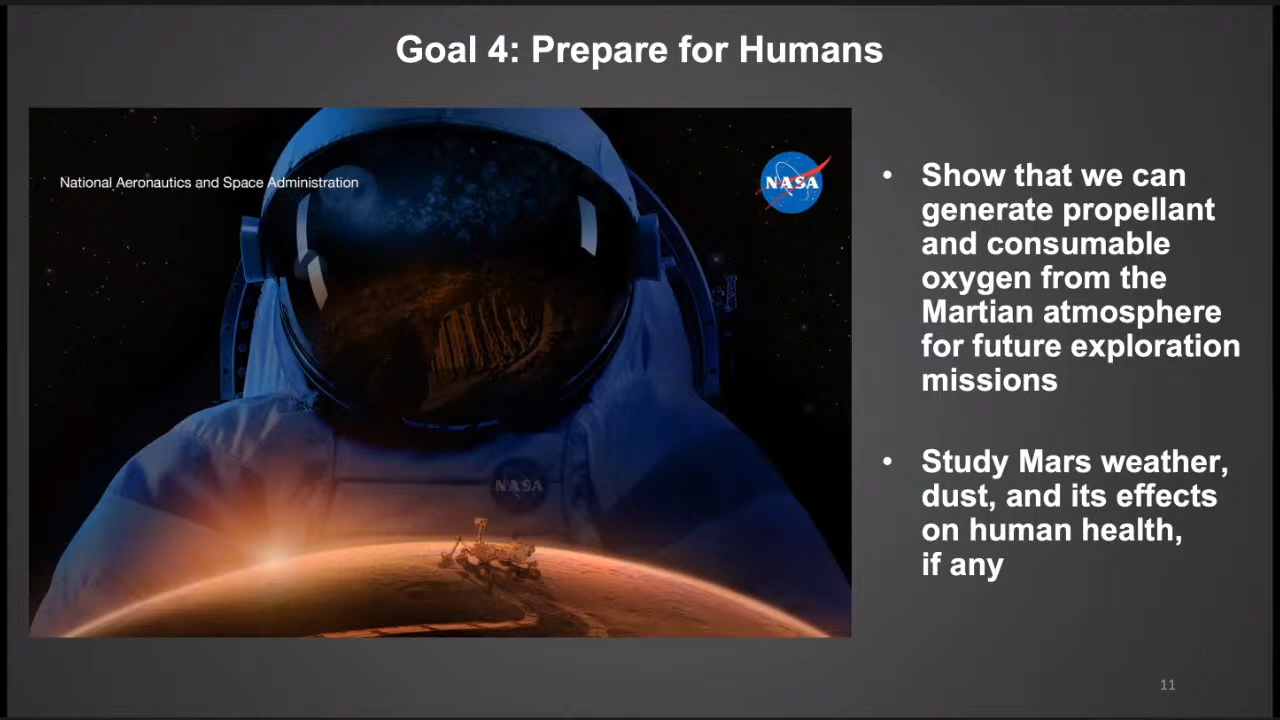 Goal 4: Prepare for Humans
National Aeronautics and Space Administration
NASA
NASA
• Show that we can
generate propellant
and consumable
oxygen from the
Martian atmosphere
for future exploration
missions
• Study Mars weather,
dust, and its effects
on human health,
if any
11